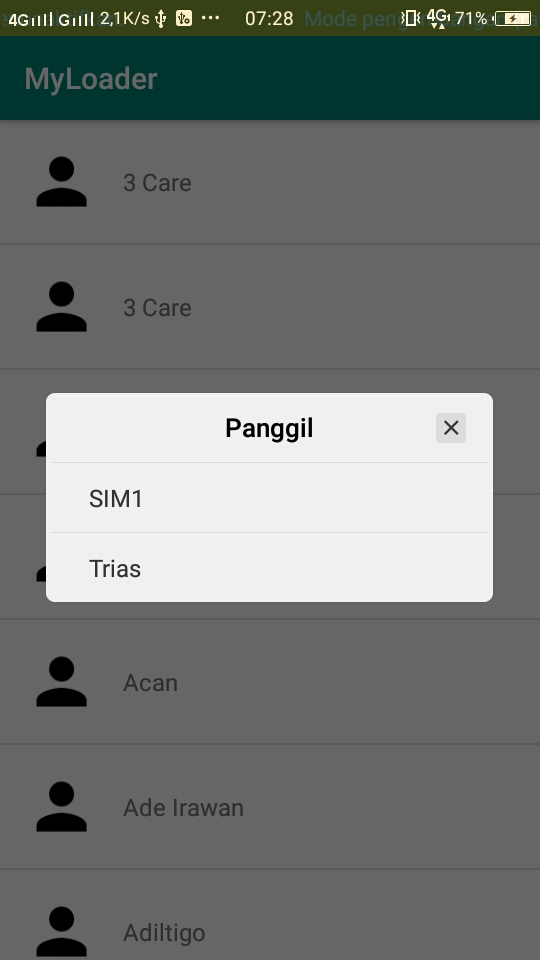 4G G 2,1K/s ••• 07:28 Mode peng 4G 71%
MyLoader
3 Care
3 Care
Panggil
SIM1
Trias
Acan
Ade Irawan
Adiltigo